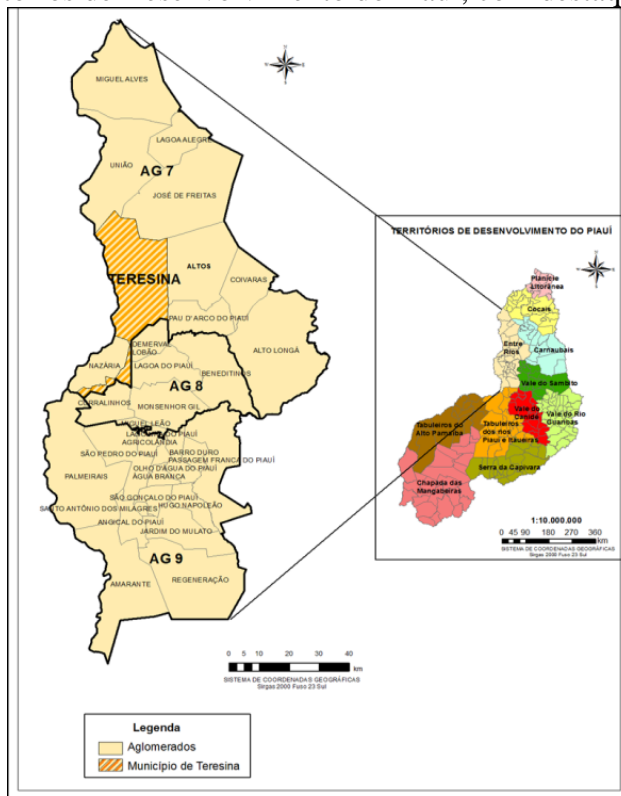 MIGUEL ALVES
LAGOA ALEGRE
UNIÃO
AG 7
JOSÉ DE FREITAS
TERESINA
ALTOS
COIVARAS
PAU D'ARCO DO PIAUÍ
ALTO LONGÁ
DEMERVAL
LOBÃO
NAZÁRIA
LAGOA DO PIAUÍ
BENEDITINOS
AG 8
CURRALINHOS
MONSENHOR GIL
MIGUEL LEÃO
AGRICOLÂNDIA
SÃO PEDRO DO PIAUÍ
BARRO DURO
PASSAGEM FRANCA DO PIAUÍ
PALMEIRAIS
OLHO D'ÁGUA DO PIAUÍ
ÁGUA BRANCA
SÃO GONÇALO DO PIAUÍ
HUGO NAPOLEÃO
SANTO ANTÔNIO DOS MILAGRES
ANGICAL DO PIAUÍ
JARDIM DO MULATO
AG 9
AMARANTE
REGENERAÇÃO
0 5 10 20 30 40
km
SISTEMA DE COORDENADAS GEOGRÁFICAS
Sirgas 2000 Fuso 23 Sul
Legenda
Aglomerados
Município de Teresina
TERRITÓRIOS DE DESENVOLVIMENTO DO PIAUÍ
Planície
Litorânea
Cocais
Entre
Rios
Carnaubais
Vale do Sambito
Vale do
Canindé
Vale do Rio
Guaribas
Tabuleiros do
Alto Parnaíba
Tabuleiros
dos rios
Piauí e Itaueiras
Serra da Capivara
Chapada das
Mangabeiras
1:10.000.000
0 45 90 180 270 360
km
SISTEMA DE COORDENADAS GEOGRÁFICAS
Sirgas 2000 Fuso 23 Sul